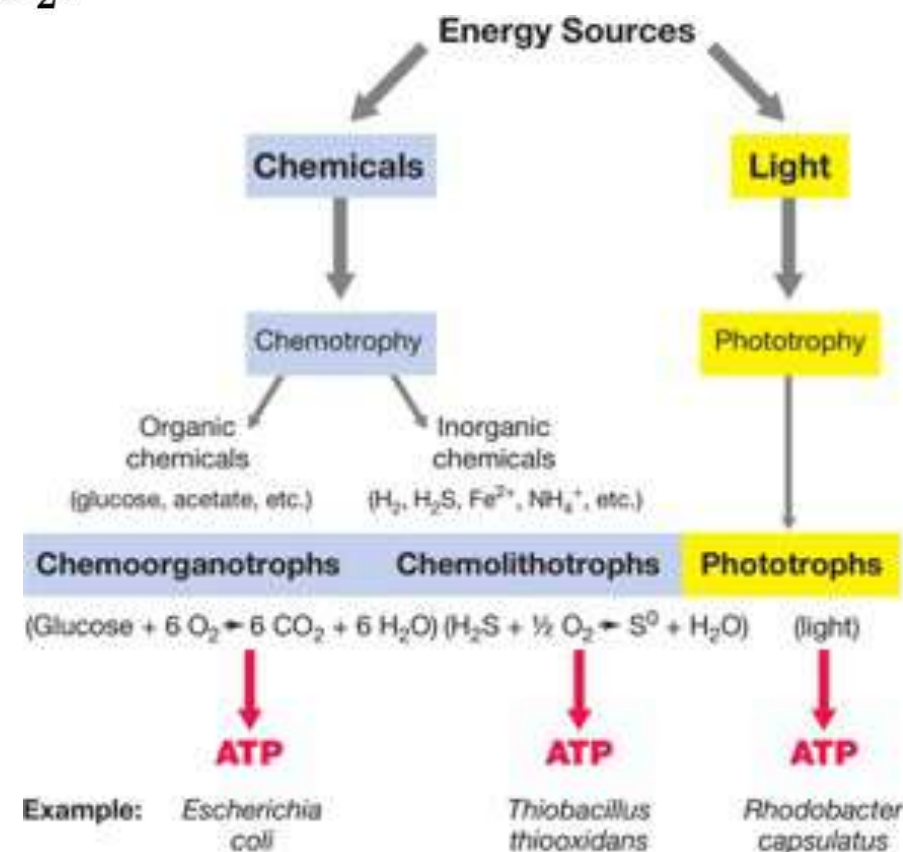 2
Energy Sources
Chemicals
Light
Chemotrophy
Phototrophy
Organic chemicals
(glucose, acetate, etc.)
Inorganic chemicals
(H₂, H₂S, Fe²⁺, NH₄⁺, etc.)
Chemoorganotrophs
Chemolithotrophs
Phototrophs
(Glucose + 6 O₂ → 6 CO₂ + 6 H₂O)
(H₂S + ½ O₂ → S⁰ + H₂O)
(light)
ATP
ATP
ATP
Example:
Escherichia
coli
Thiobacillus
thiooxidans
Rhodobacter
capsulatus